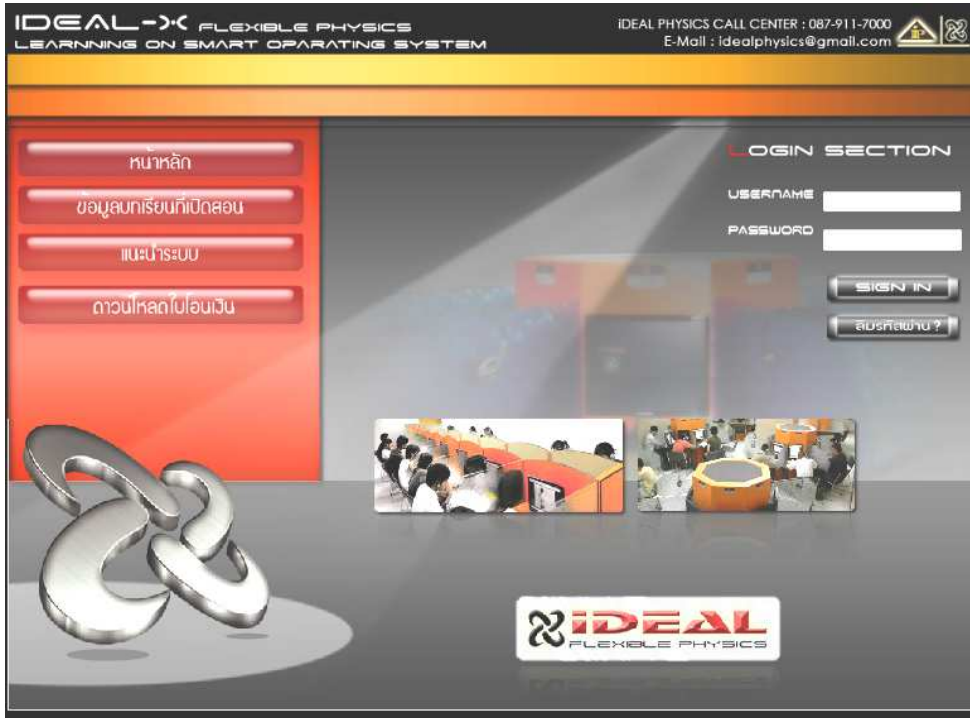 IDEAL-X FLEXIBLE PHYSICS
LEARNNING ON SMART OPARATING SYSTEM
iDEAL PHYSICS CALL CENTER : 087-911-7000
E-Mail : idealphysics@gmail.com
หน้าหลัก
ข้อมูลบทเรียนที่เปิดสอน
แนะนำระบบ
ดาวน์โหลดใบโอนเงิน
LOGIN SECTION
USERNAME
PASSWORD
SIGN IN
ลืมรหัสผ่าน ?
iDEAL
FLEXIBLE PHYSICS